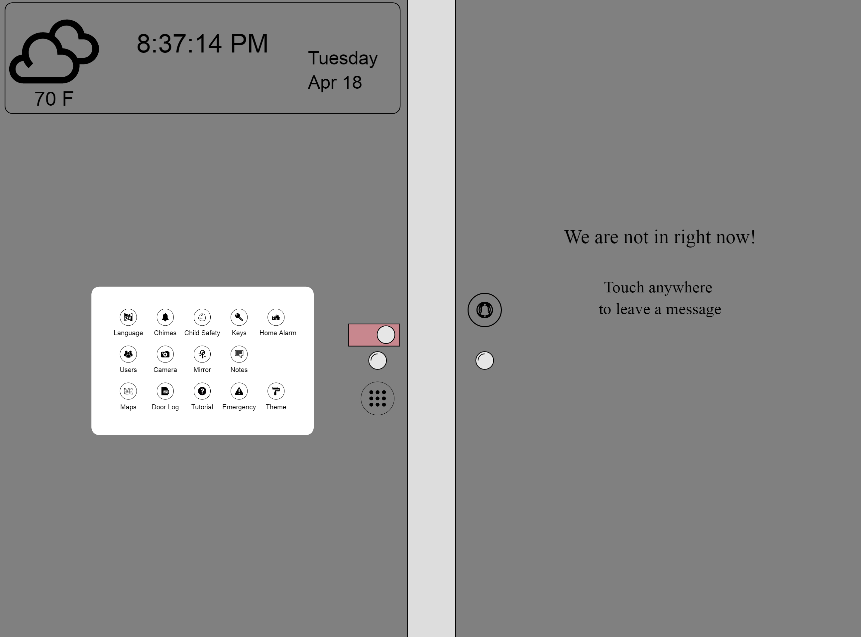 8:37:14 PM
Tuesday
Apr 18
70 F
Language Chimes Child Safety Keys Home Alarm
Users Camera Mirror Notes
Maps Door Log Tutorial Emergency Theme
We are not in right now!
Touch anywhere
to leave a message